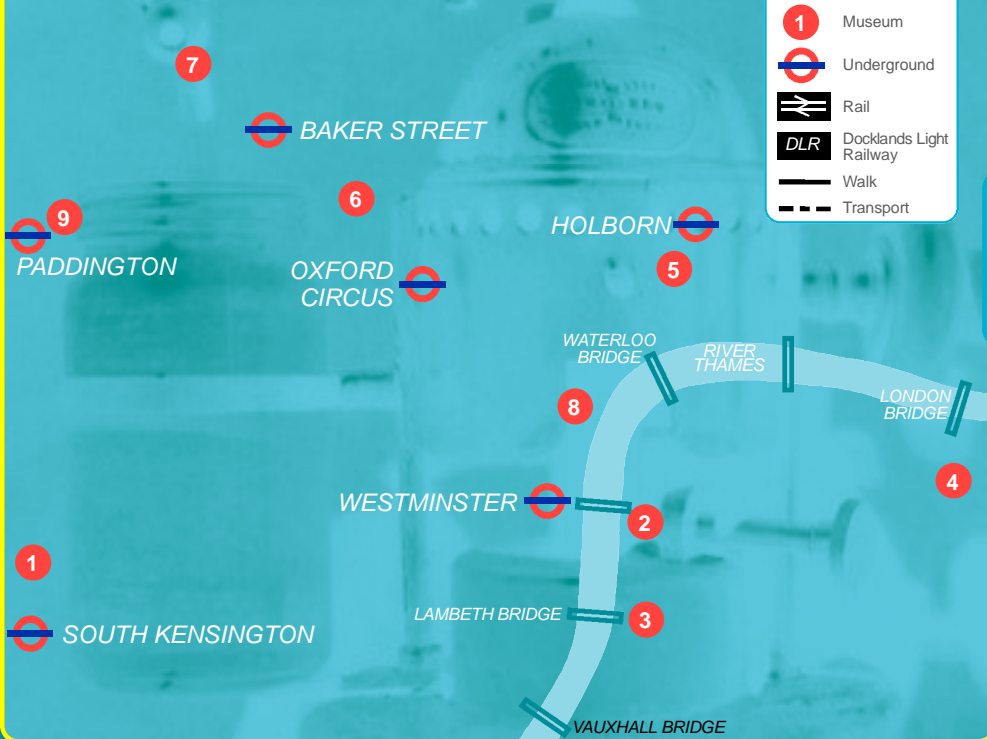 1
Museum
Underground
Rail
DLR
Docklands Light
Railway
Walk
Transport
7
BAKER STREET
6
9
PADDINGTON
HOLBORN
OXFORD
CIRCUS
5
WATERLOO
BRIDGE
RIVER
THAMES
LONDON
BRIDGE
8
4
WESTMINSTER
2
1
LAMBETH BRIDGE
3
SOUTH KENSINGTON
VAUXHALL BRIDGE